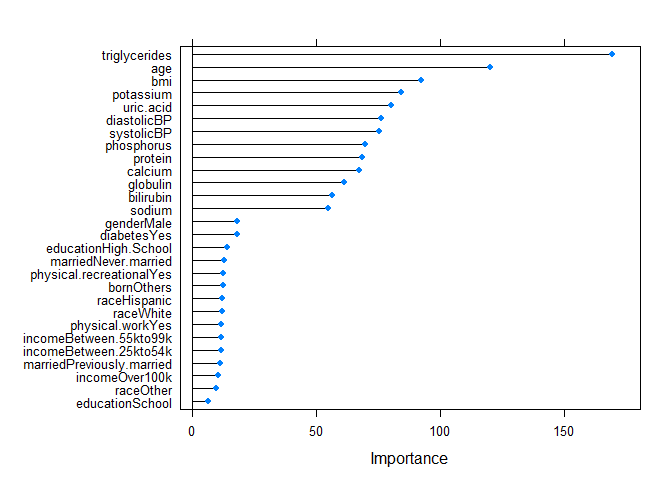 triglycerides
age
bmi
potassium
uric.acid
diastolicBP
systolicBP
phosphorus
protein
calcium
globulin
bilirubin
sodium
genderMale
diabetesYes
educationHigh.School
marriedNever.married
physical.recreationalYes
bornOthers
raceHispanic
raceWhite
physical.workYes
incomeBetween.55kto99k
incomeBetween.25kto54k
marriedPreviously.married
incomeOver100k
raceOther
educationSchool
0 50 100 150
Importance